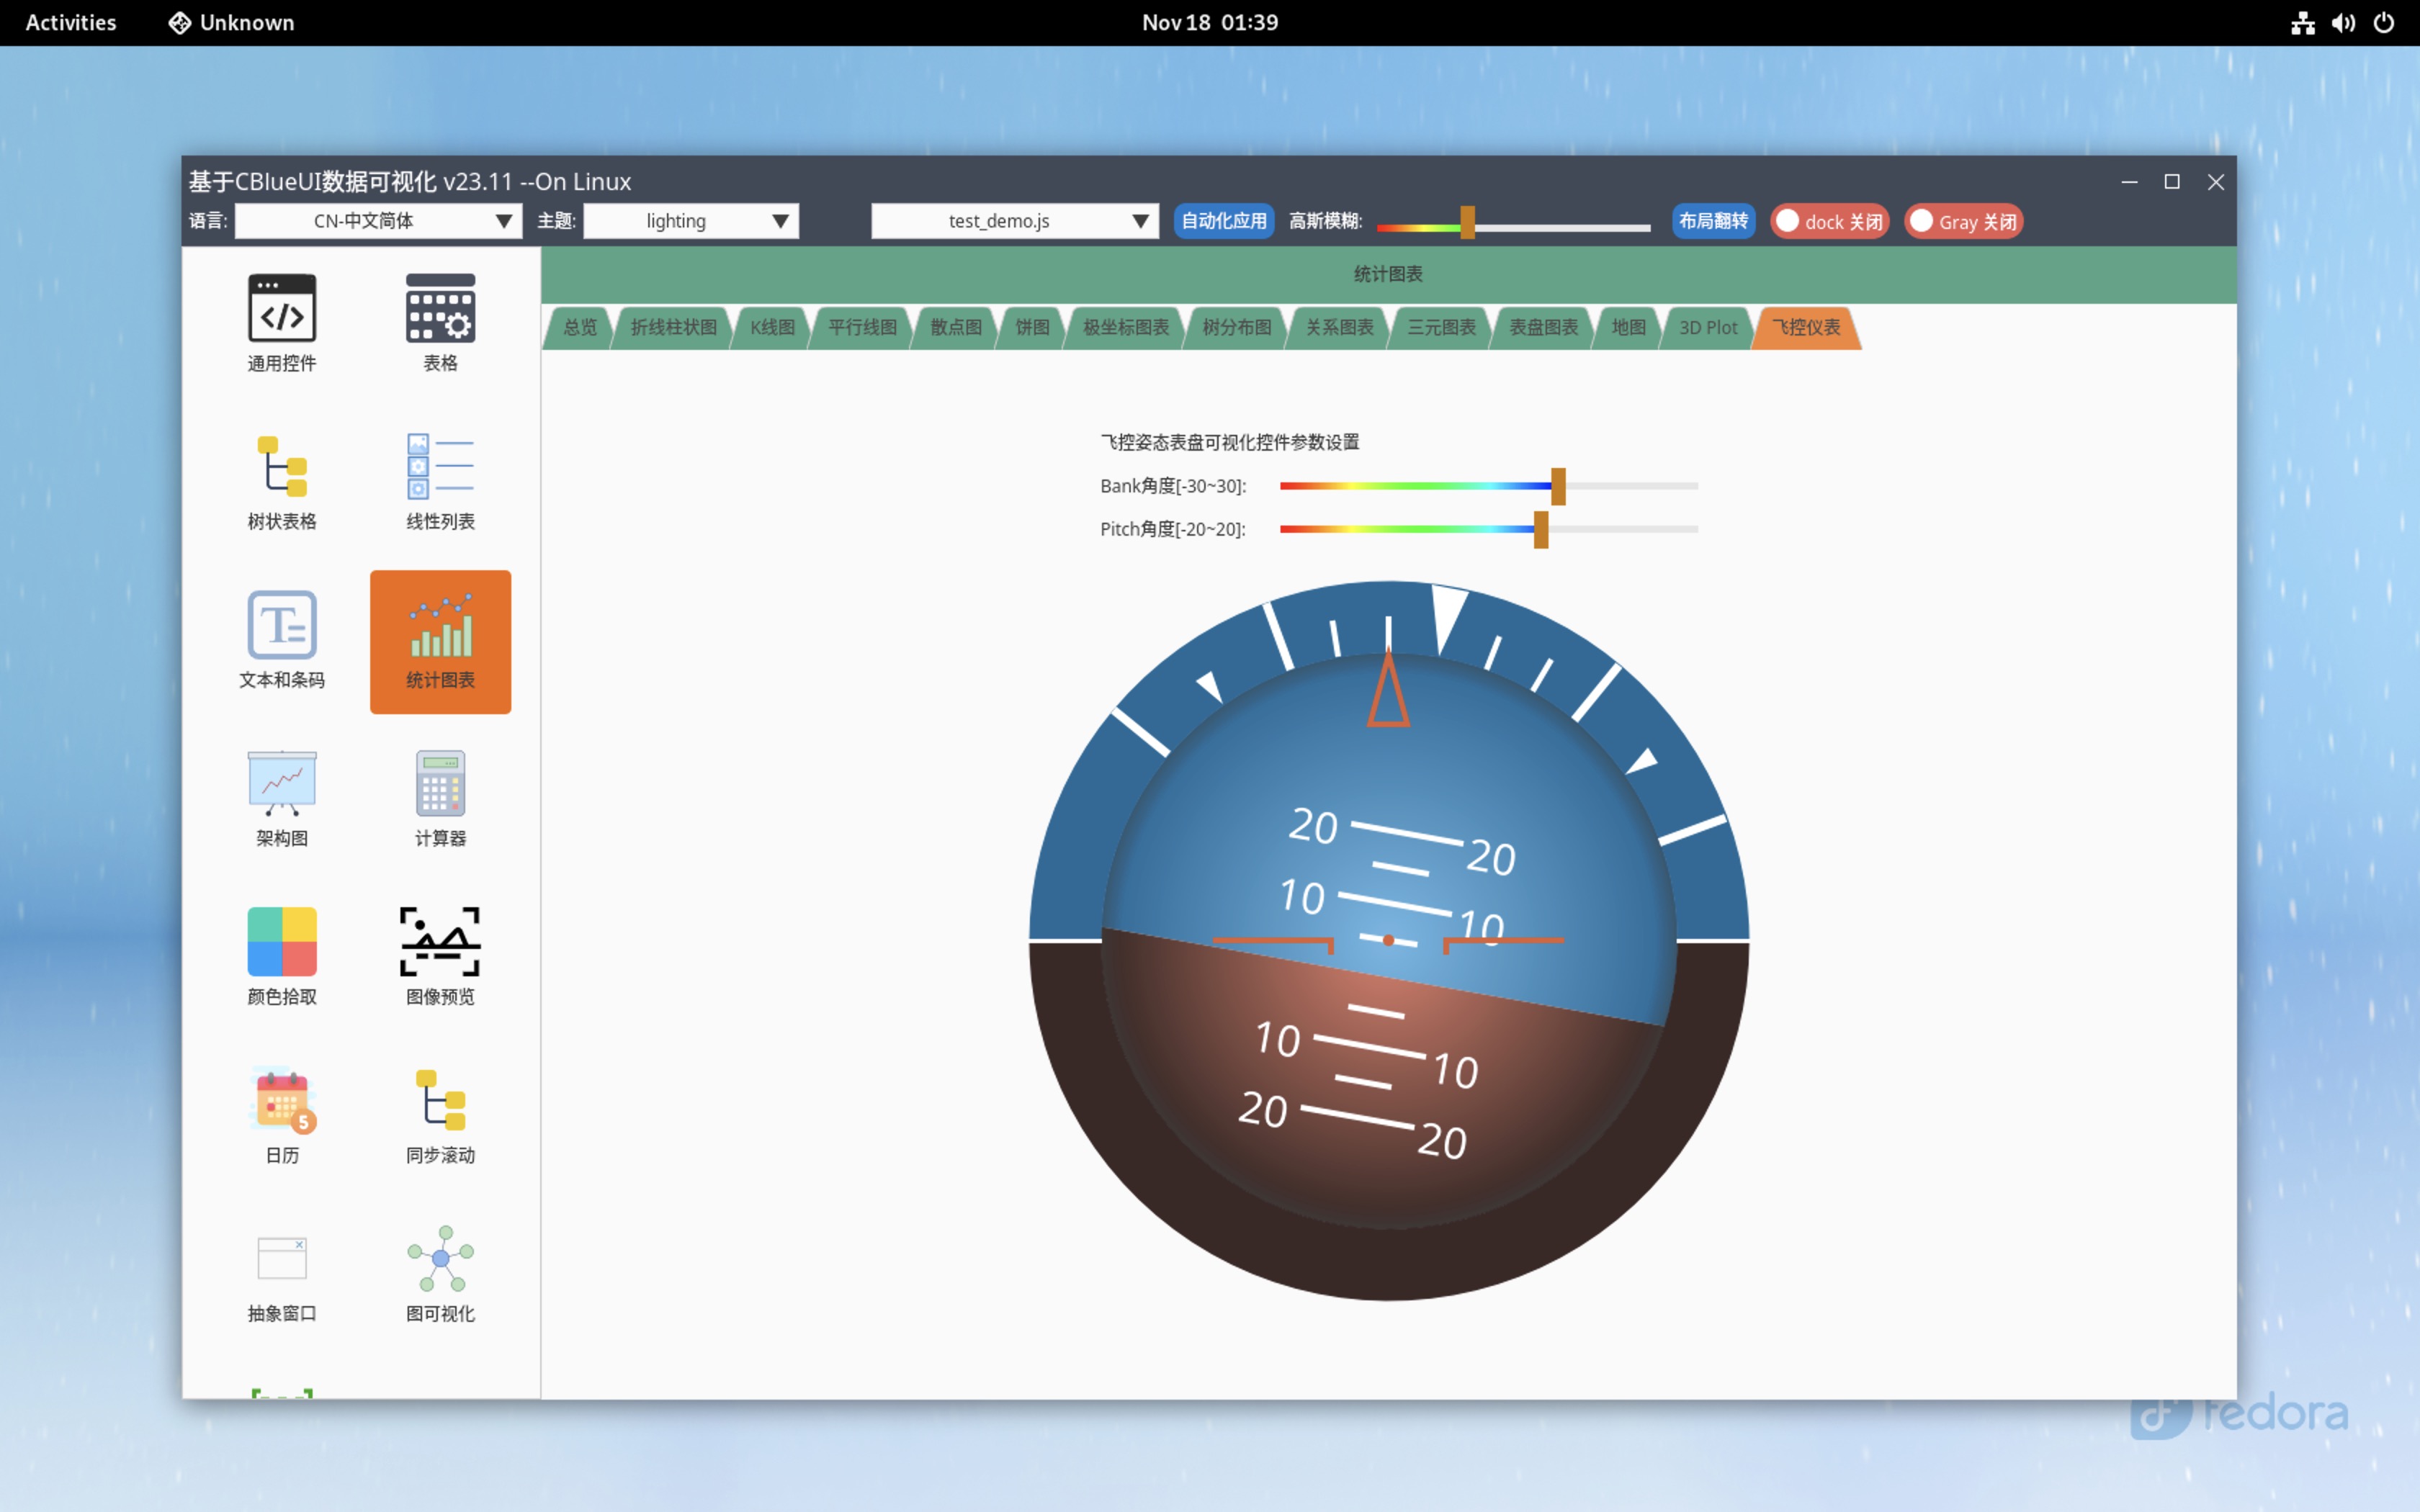 Activities Unknown Nov 18 01:39
基于CBlueUI数据可视化 v23.11 --On Linux
语言: CN-中文简体 主题: lighting test_demo.js 自动化应用 高斯模糊: 布局翻转 dock 关闭 Gray 关闭
统计图表
总览 折线柱状图 K线图 平行线图 散点图 饼图 极坐标图表 树分布图 关系图表 三元图表 表盘图表 地图 3D Plot 飞控仪表
通用控件 表格
树状表格 线性列表
文本和条码 统计图表
架构图 计算器
颜色拾取 图像预览
5
日历 同步滚动
抽象窗口 图可视化
飞控姿态表盘可视化控件参数设置
Bank角度[-30~30]:
Pitch角度[-20~20]:
20 20
10 10
10 10
20 20
fedora